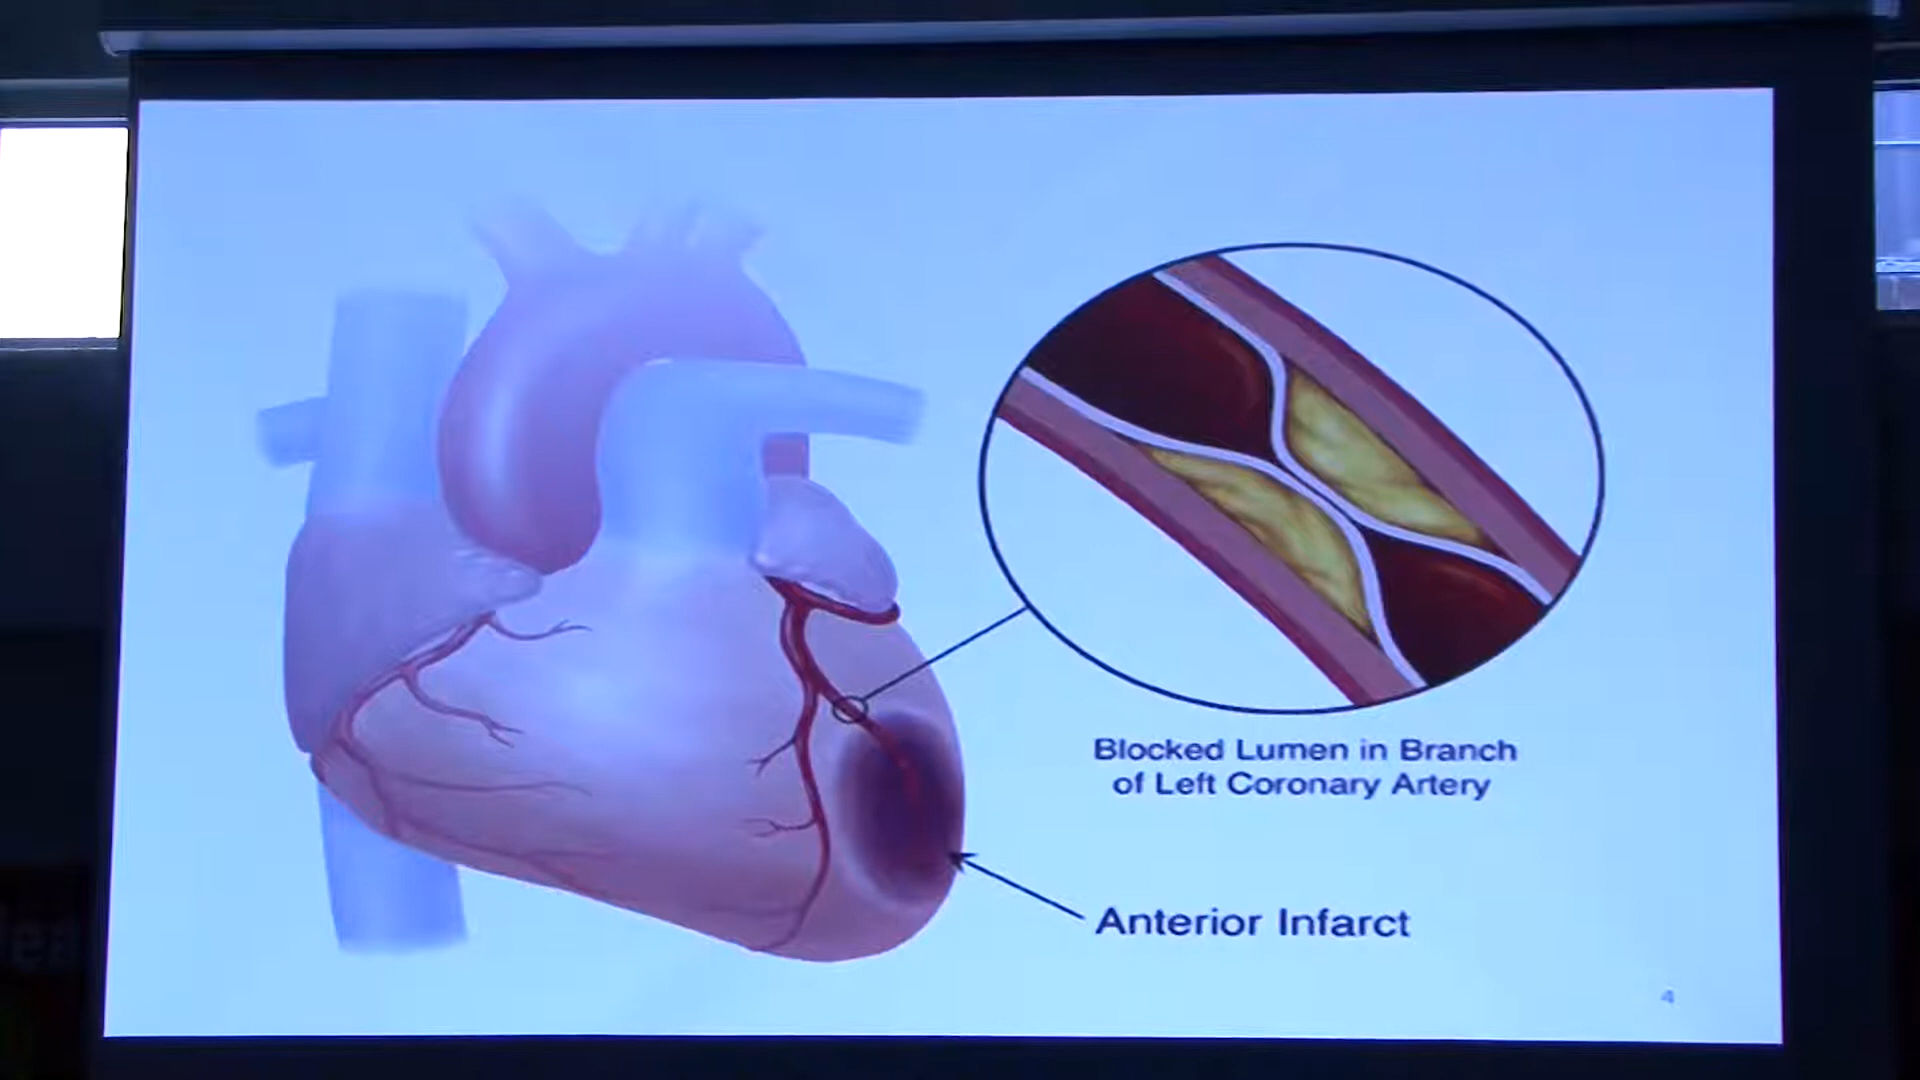 Blocked Lumen in Branch
of Left Coronary Artery
Anterior Infarct
4